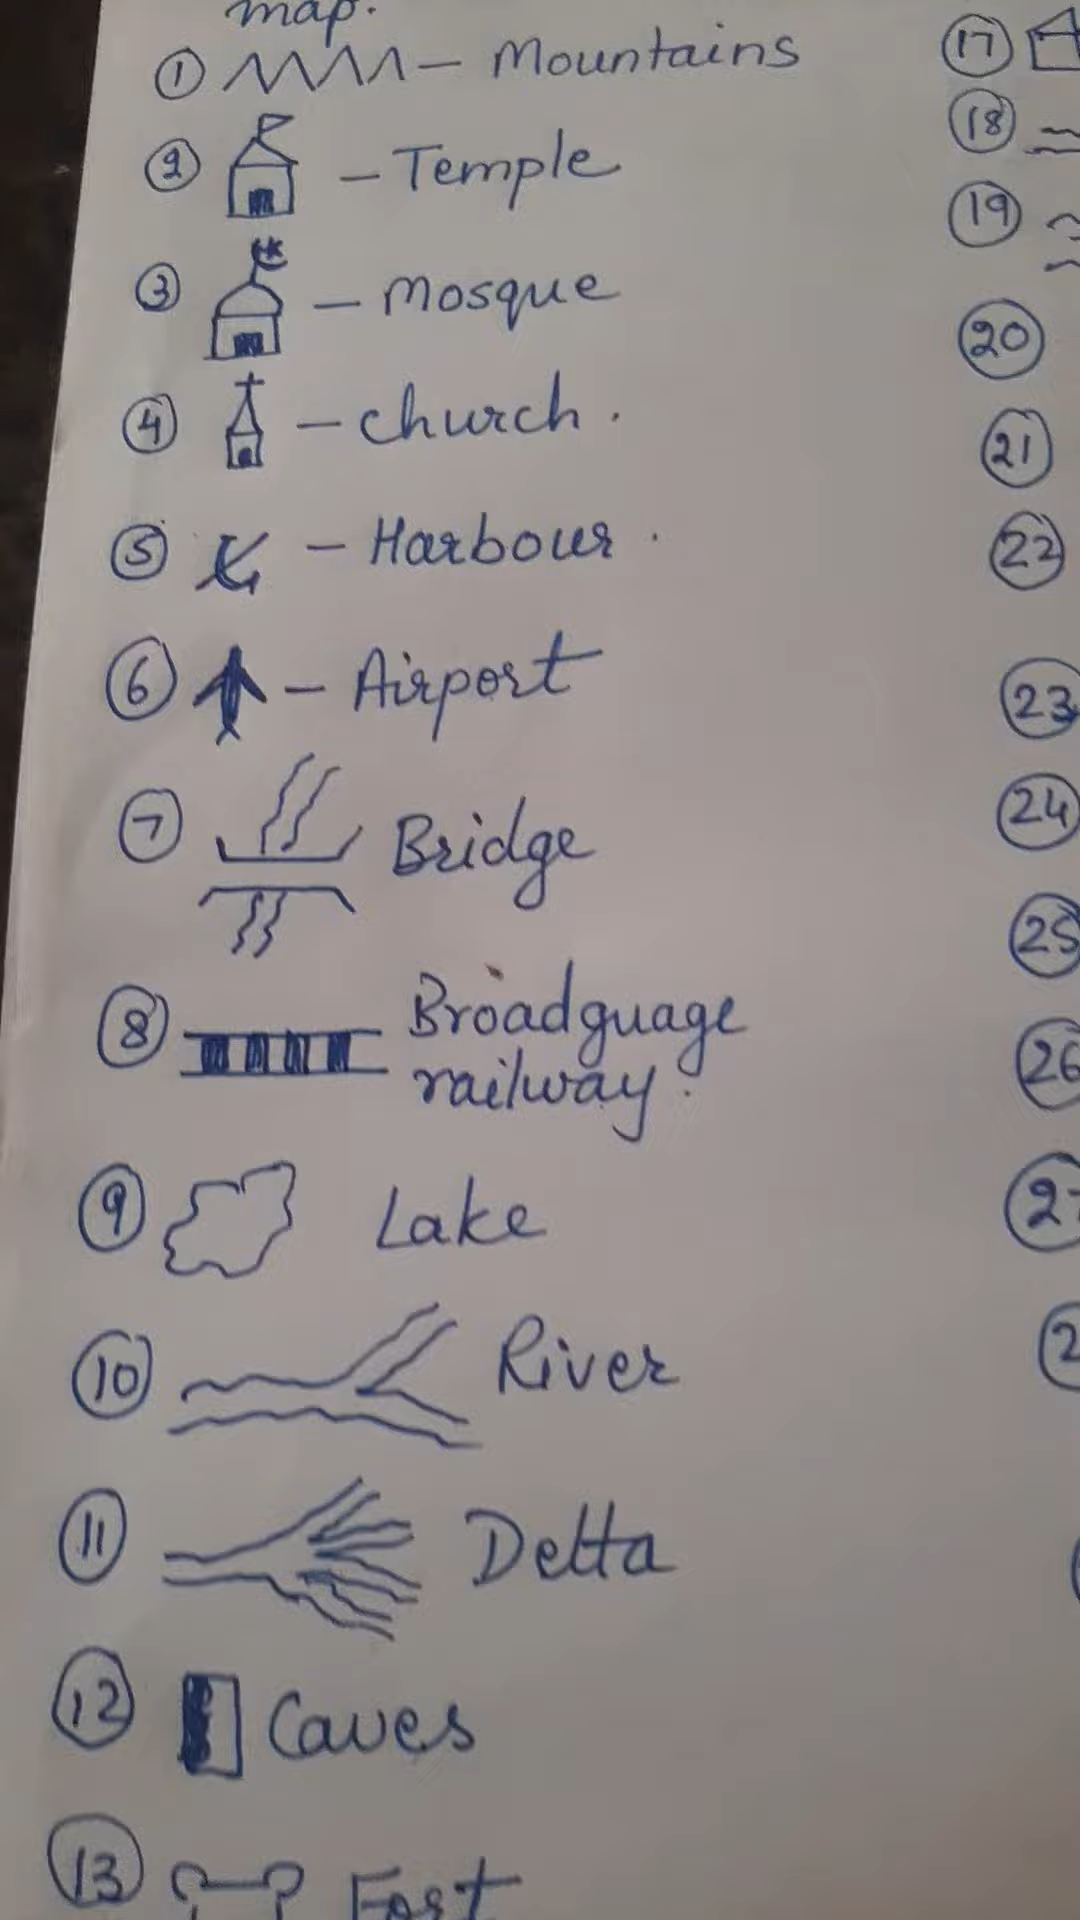 map.
① — Mountains
② — Temple
③ — Mosque
④ — church.
⑤ — Harbour.
⑥ — Airport
⑦ Bridge
⑧ Broadguage
railway.
⑨ Lake
⑩ River
⑪ Delta
⑫ Caves
⑬ Fort
⑰
⑱
⑲
⑳
㉑
㉒
㉓
㉔
㉕
㉖